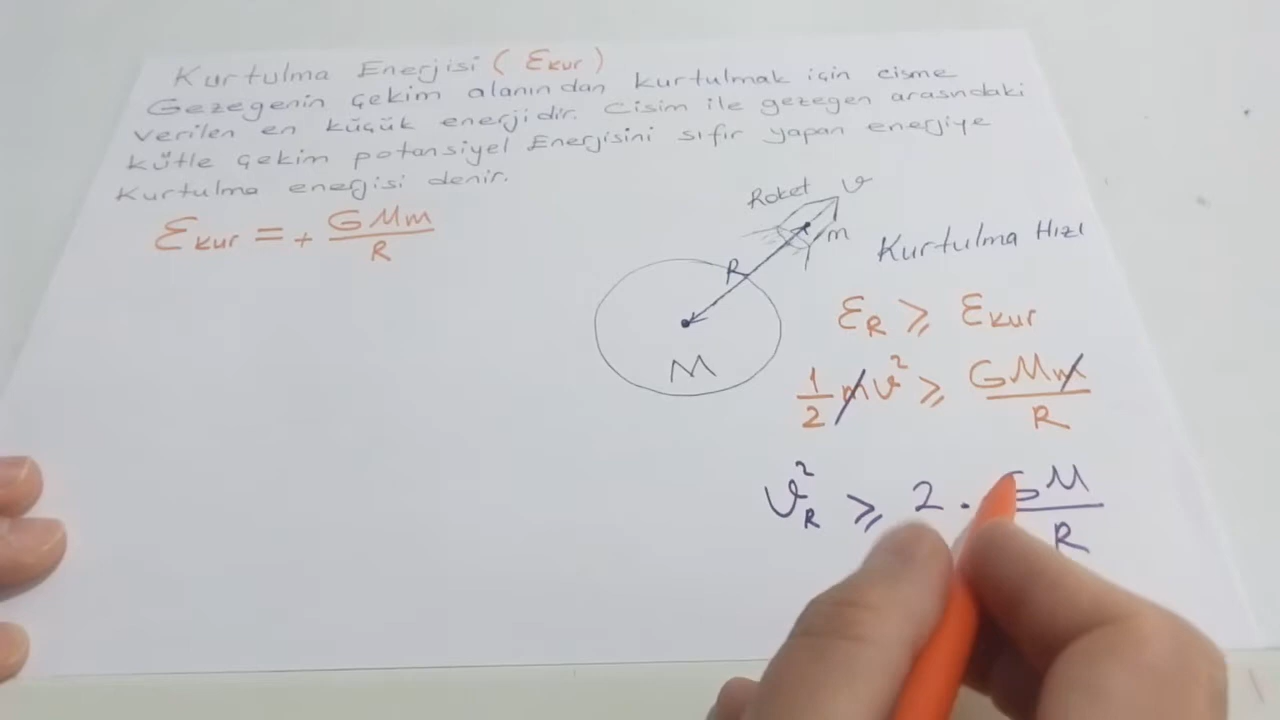 Kurtulma Enerjisi (Ekur)
Gezegenin çekim alanından kurtulmak için cisme
verilen en küçük enerjidir. Cisim ile gezegen arasındaki
kütle çekim potansiyel Enerjisini sıfır yapan enerjiye
Kurtulma enerjisi denir.
Ekur = + GMm / R
Roket v
m
R
M
Kurtulma Hızı
E_R ≥ Ekur
1/2 mv² ≥ GMm / R
v_R² ≥ 2 . GM / R